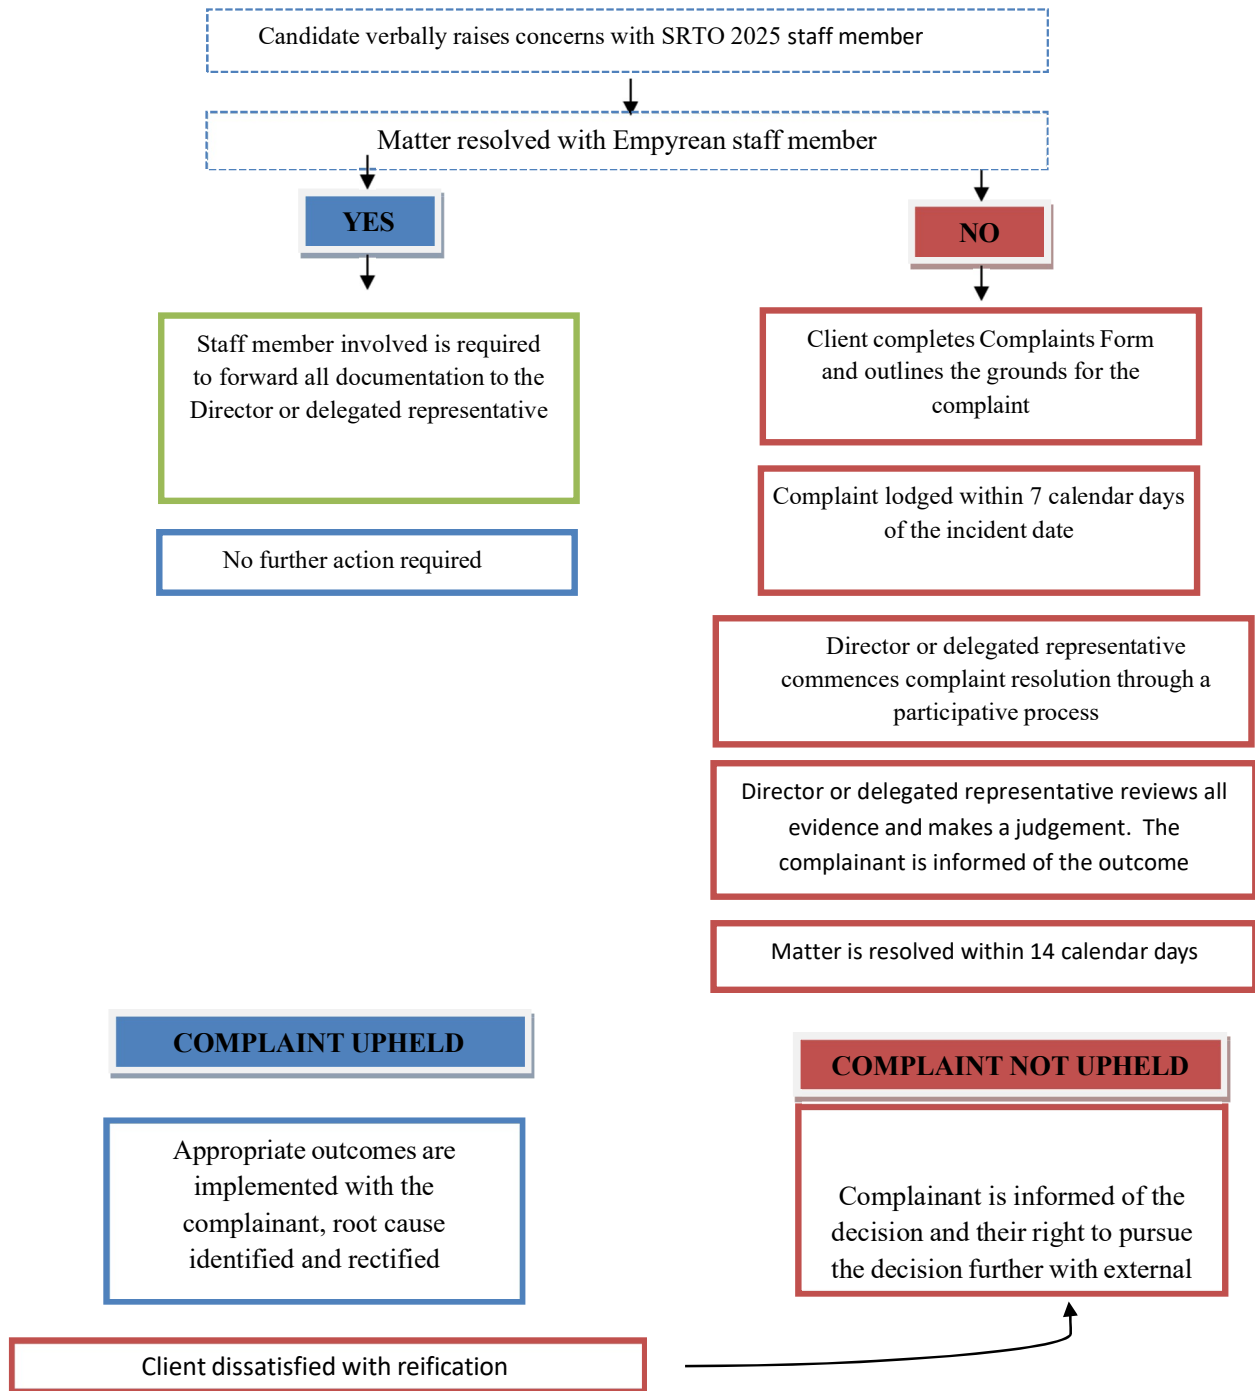 Candidate verbally raises concerns with SRTO 2025 staff member
Matter resolved with Empyrean staff member
YES
NO
Staff member involved is required
to forward all documentation to the
Director or delegated representative
No further action required
Client completes Complaints Form
and outlines the grounds for the
complaint
Complaint lodged within 7 calendar days
of the incident date
Director or delegated representative
commences complaint resolution through a
participative process
Director or delegated representative reviews all
evidence and makes a judgement.  The
complainant is informed of the outcome
Matter is resolved within 14 calendar days
COMPLAINT UPHELD
Appropriate outcomes are
implemented with the
complainant, root cause
identified and rectified
COMPLAINT NOT UPHELD
Complainant is informed of the
decision and their right to pursue
the decision further with external
Client dissatisfied with reification